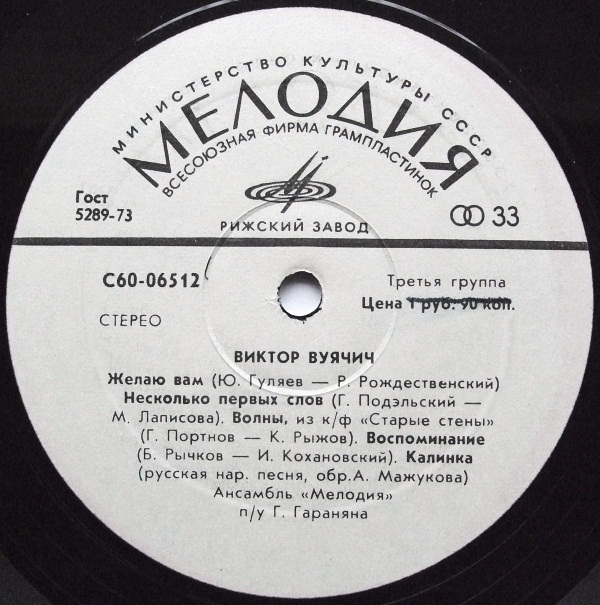 МИНИСТЕРСТВО КУЛЬТУРЫ СССР
МЕЛОДИЯ
ВСЕСОЮЗНАЯ ФИРМА ГРАМПЛАСТИНОК
Гост
5289-73
33
РИЖСКИЙ ЗАВОД
С60-06512
Третья группа
Цена 1 руб. 90 коп.
СТЕРЕО
ВИКТОР ВУЯЧИЧ
Желаю вам (Ю. Гуляев — Р. Рождественский)
Несколько первых слов (Г. Подэльский —
М. Лаписова). Волны, из к/ф «Старые стены»
(Г. Портнов — К. Рыжов). Воспоминание
(Б. Рычков — И. Кохановский). Калинка
(русская нар. песня, обр.А. Мажукова)
Ансамбль «Мелодия»
п/у Г. Гараняна